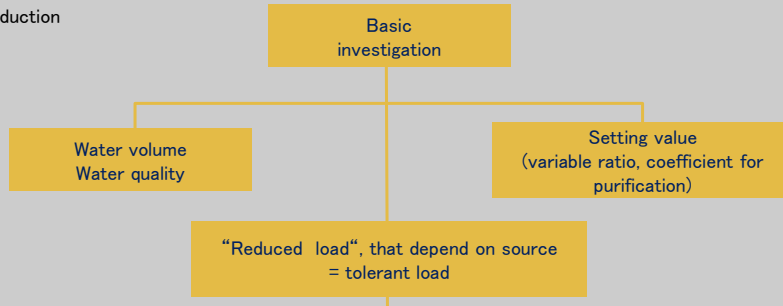 duction
Basic
investigation
Water volume
Water quality
Setting value
(variable ratio, coefficient for
purification)
“Reduced load“, that depend on source
= tolerant load